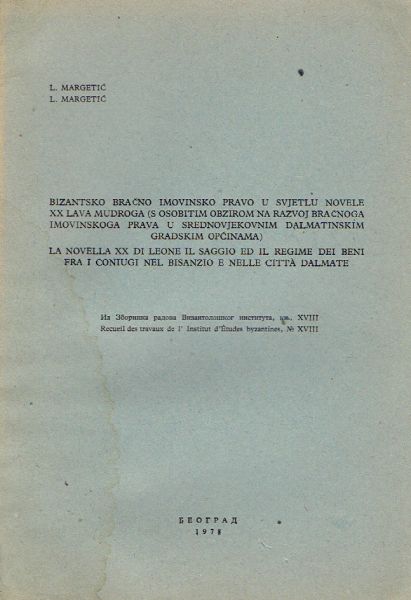 L. MARGETIĆ
L. MARGETIĆ
BIZANTSKO BRAČNO IMOVINSKO PRAVO U SVJETLU NOVELE
XX LAVA MUDROGA (S OSOBITIM OBZIROM NA RAZVOJ BRACNOGA
IMOVINSKOGA PRAVA U SREDNOVJEKOVNIM DALMATINSKIM
GRADSKIM OPĆINAMA)
LA NOVELLA XX DI LEONE IL SAGGIO ED IL REGIME DEI BENI
FRA I CONIUGI NEL BISANZIO E NELLE CITTÀ DALMATE
Из Зборника радова Византолошког института, књ. XVIII
Recueil des travaux de l' Institut d'Études byzantines, № XVIII
БЕОГРАД
1978